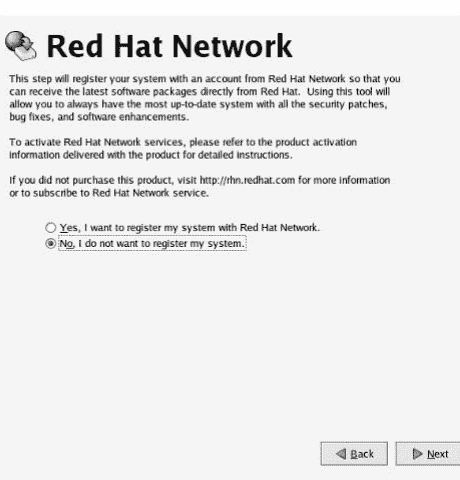 Red Hat Network
This step will register your system with an account from Red Hat Network so that you
can receive the latest software packages directly from Red Hat. Using this tool will
allow you to always have the most up-to-date system with all the security patches,
bug fixes, and software enhancements.
To activate Red Hat Network services, please refer to the product activation
information delivered with the product for detailed instructions.
If you did not purchase this product, visit http://rhn.redhat.com for more information
or to subscribe to Red Hat Network service.
Yes, I want to register my system with Red Hat Network.
No, I do not want to register my system.
Back
Next